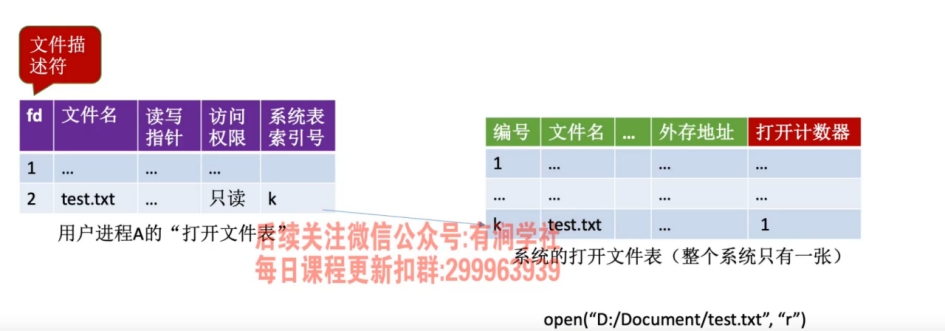 文件描
述符
fd 文件名 读写指针 访问权限 系统表索引号
1 ... ... ...
2 test.txt ... 只读 k
用户进程A的“打开文件表”
编号 文件名 ... 外存地址 打开计数器
1 ... ... ...
... ... ... ...
k test.txt ... 1
系统的打开文件表（整个系统只有一张）
后续关注微信公众号:有涧学社
每日课程更新扣群:299963939
open(“D:/Document/test.txt”, “r”)